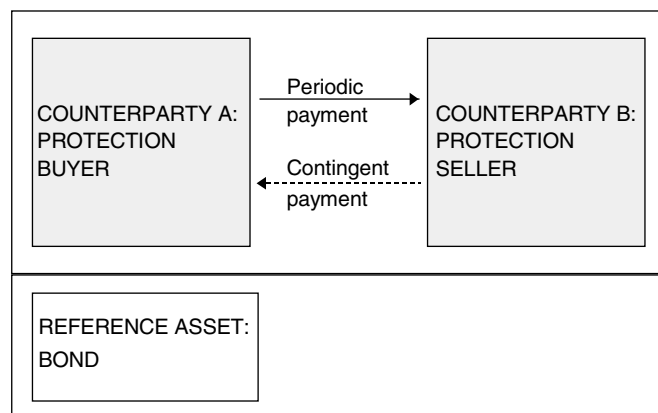 COUNTERPARTY A:
PROTECTION
BUYER
Periodic
payment
Contingent
payment
COUNTERPARTY B:
PROTECTION
SELLER
REFERENCE ASSET:
BOND